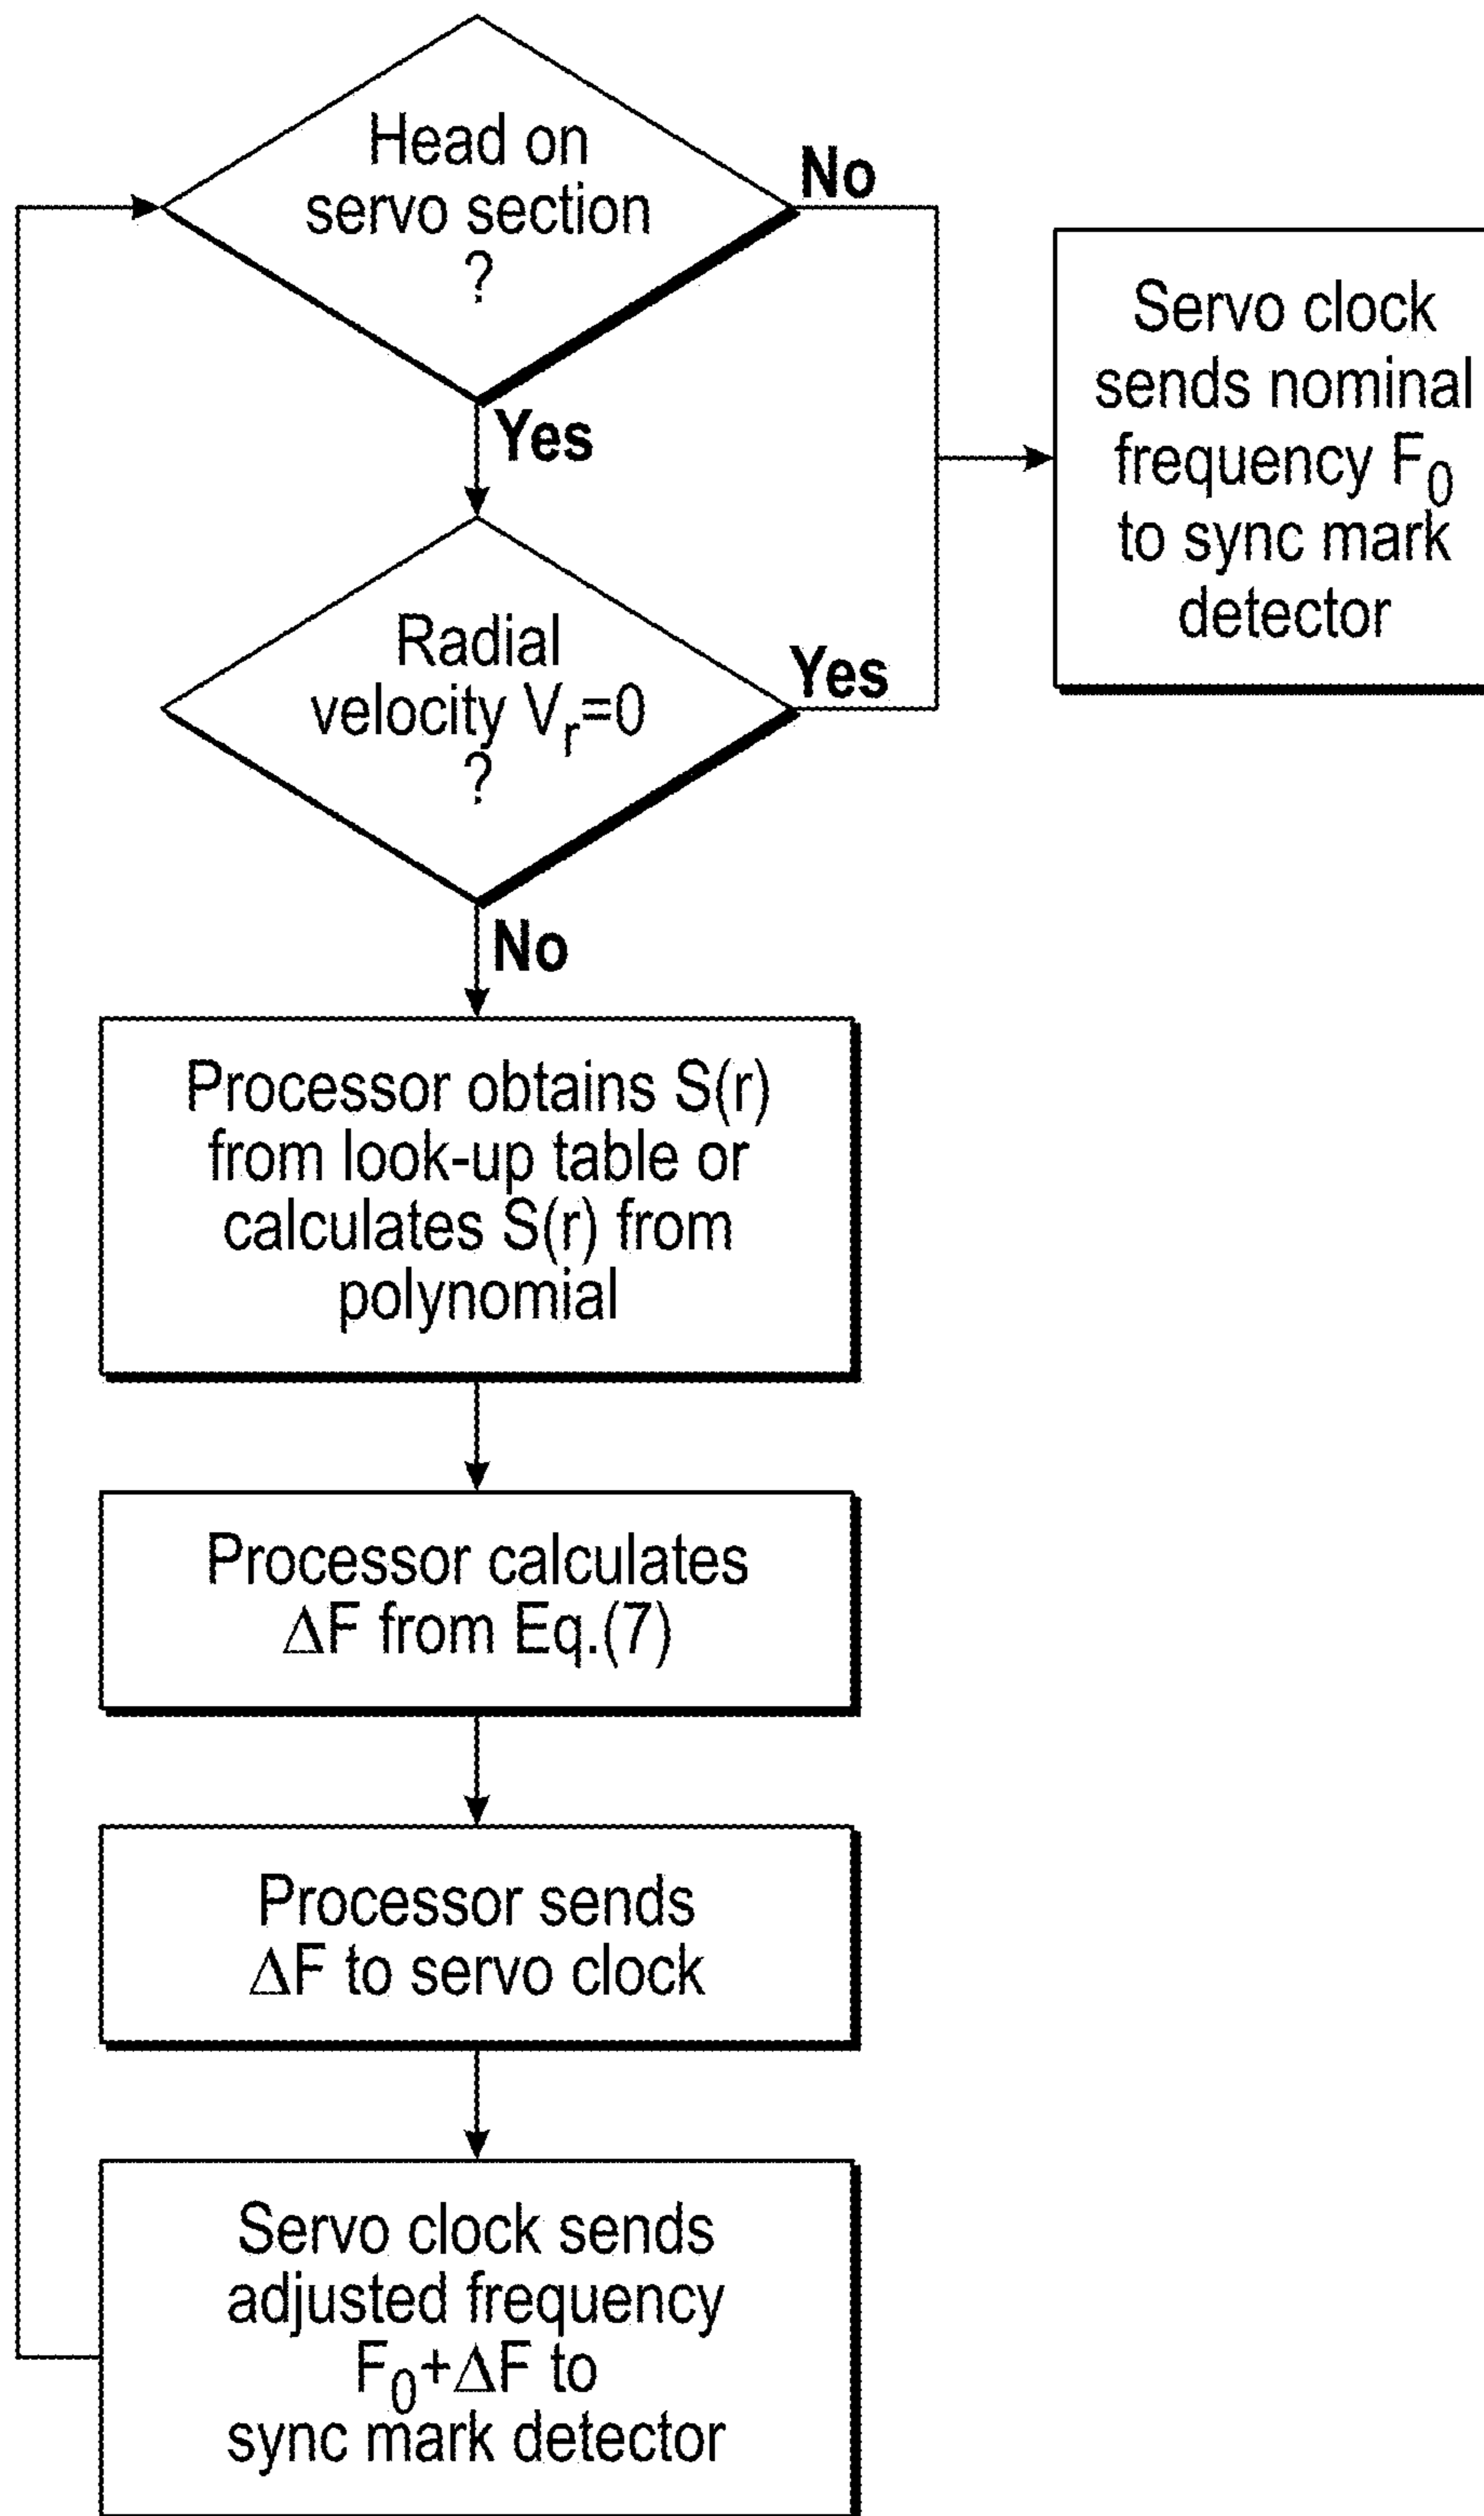 Head on
servo section
?
No
Yes
Servo clock
sends nominal
frequency F₀
to sync mark
detector
Radial
velocity Vᵣ=0
?
Yes
No
Processor obtains S(r)
from look-up table or
calculates S(r) from
polynomial
Processor calculates
ΔF from Eq.(7)
Processor sends
ΔF to servo clock
Servo clock sends
adjusted frequency
F₀+ΔF to
sync mark detector